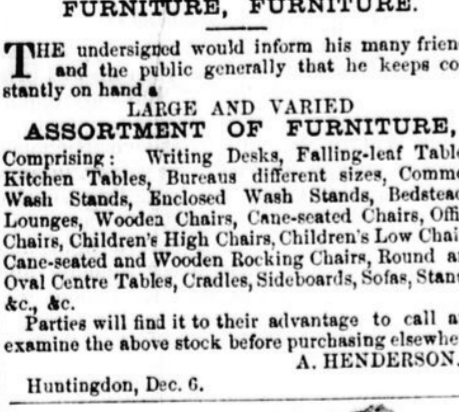 FURNITURE, FURNITURE.
THE undersigned would inform his many frien
and the public generally that he keeps co
stantly on hand a
LARGE AND VARIED
ASSORTMENT OF FURNITURE,
Comprising: Writing Desks, Falling-leaf Tabl
Kitchen Tables, Bureaus different sizes, Commo
Wash Stands, Enclosed Wash Stands, Bedstead
Lounges, Wooden Chairs, Cane-seated Chairs, Offi
Chairs, Children's High Chairs, Children's Low Chai
Cane-seated and Wooden Rocking Chairs, Round a
Oval Centre Tables, Cradles, Sideboards, Sofas, Stan
&c., &c.
Parties will find it to their advantage to call a
examine the above stock before purchasing elsewhe
A. HENDERSON.
Huntingdon, Dec. 6.